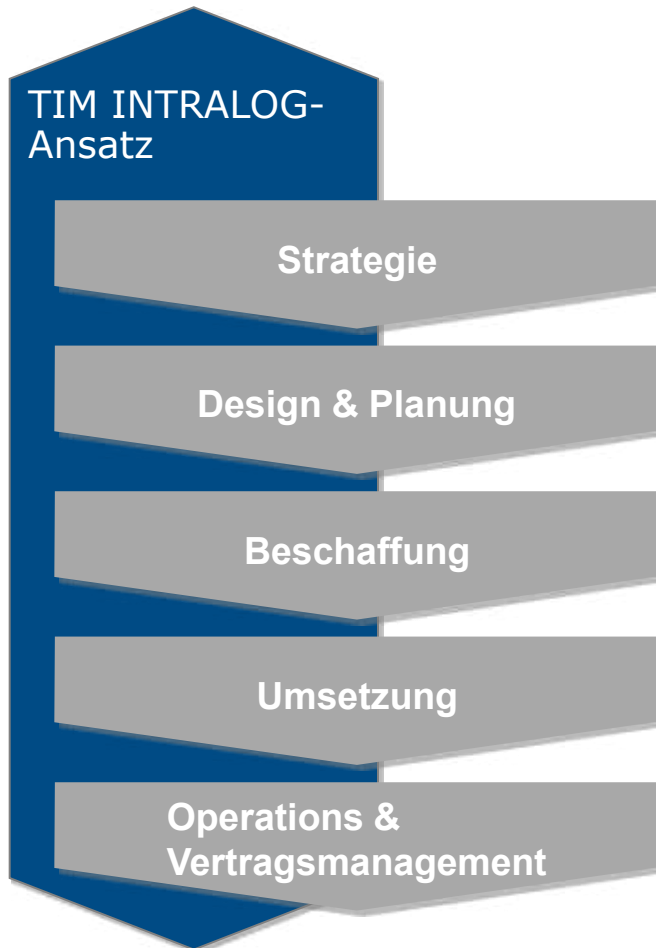 TIM INTRALOG-
Ansatz
Strategie
Design & Planung
Beschaffung
Umsetzung
Operations &
Vertragsmanagement